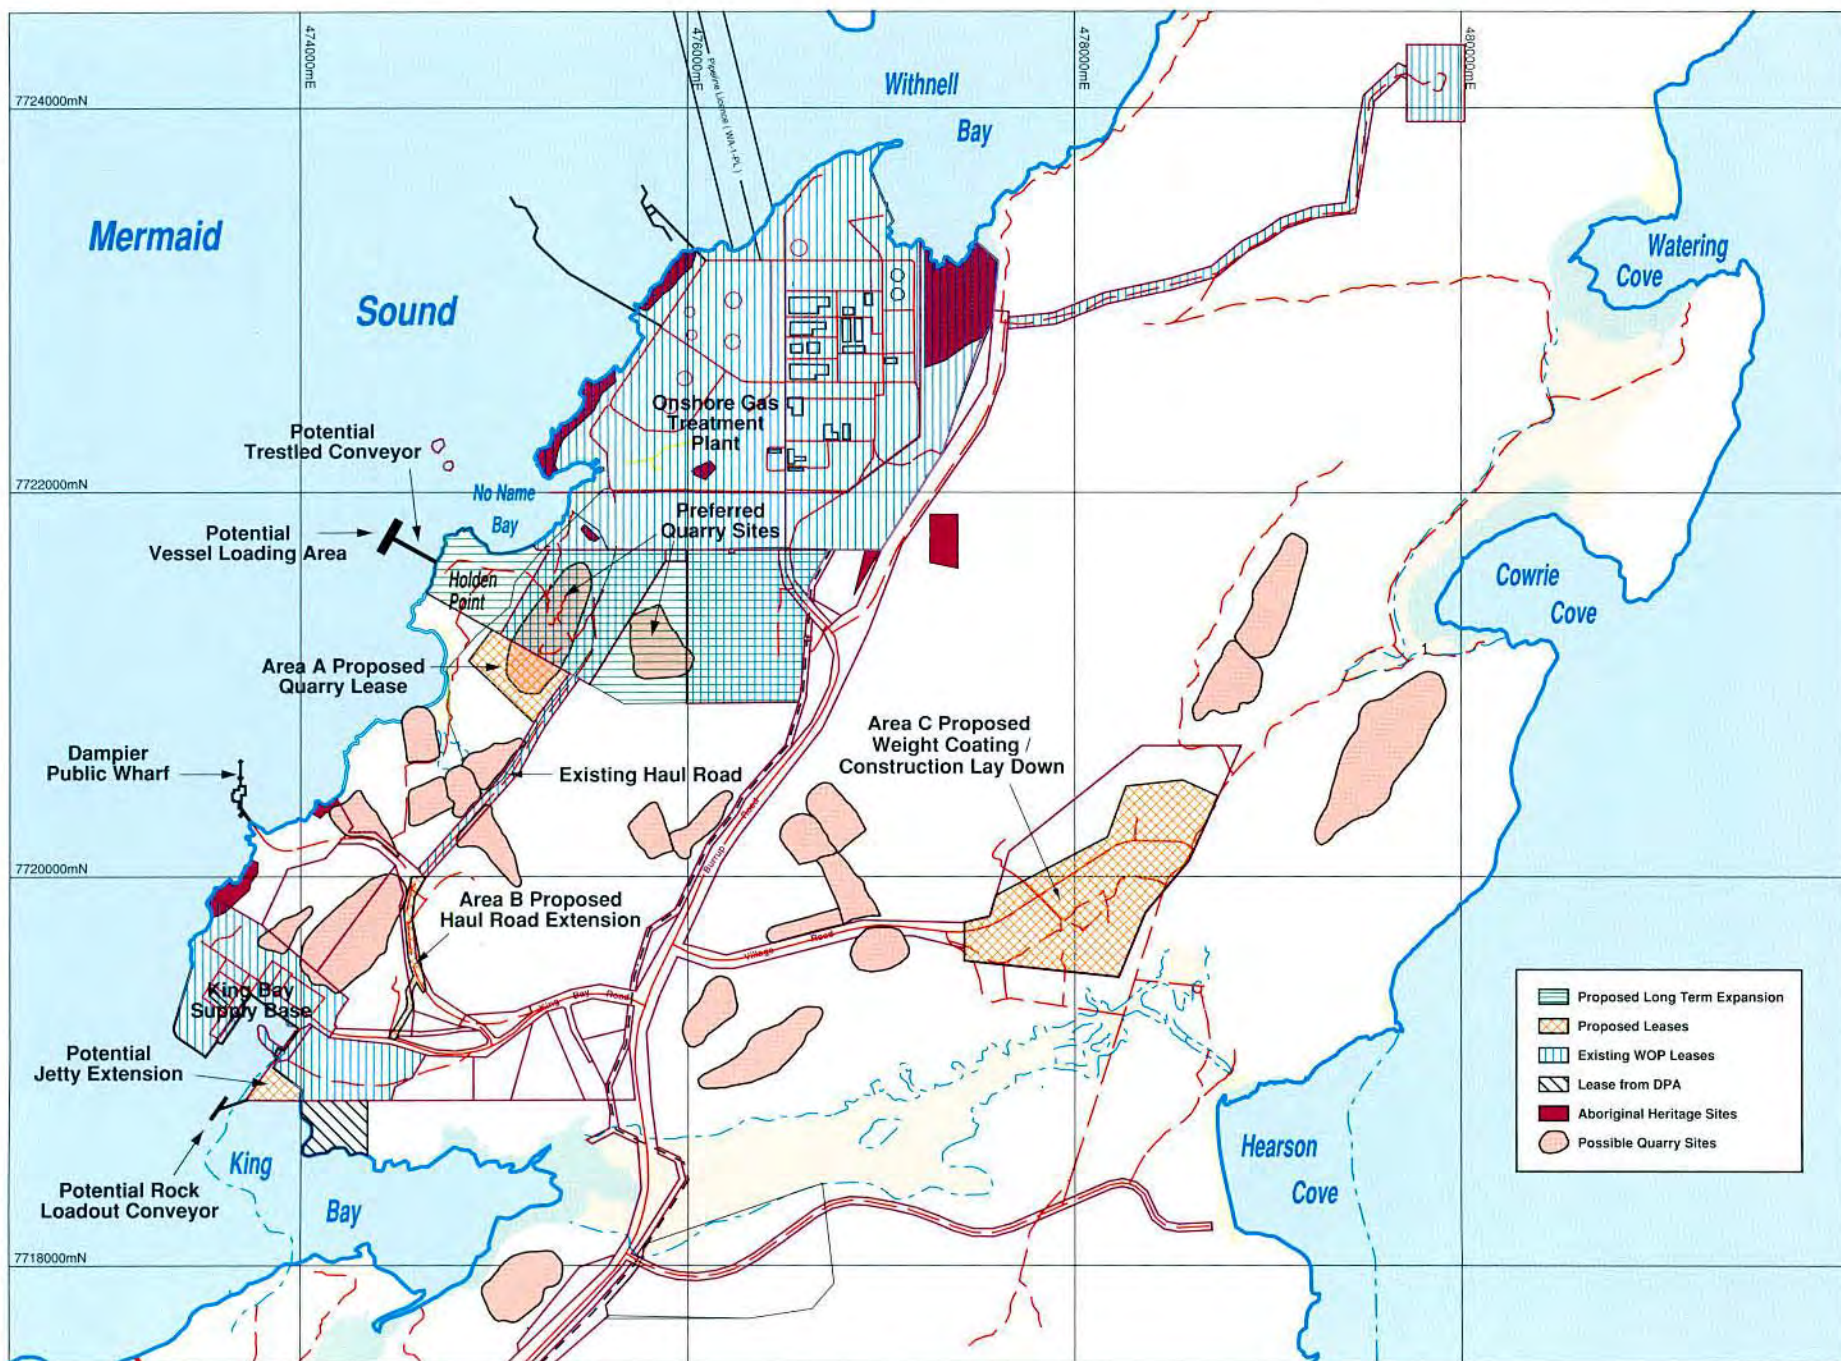 474000mE
476000mE
478000mE
480000mE
Pipeline Licence ( WA-1-PL )
7724000mN
Withnell
Bay
Mermaid
Sound
Watering
Cove
Onshore Gas
Treatment
Plant
Potential
Trestled Conveyor
7722000mN
No Name
Bay
Preferred
Quarry Sites
Potential
Vessel Loading Area
Holden
Point
Cowrie
Cove
1
Area A Proposed
Quarry Lease
Area C Proposed
Weight Coating /
Construction Lay Down
Dampier
Public Wharf
Existing Haul Road
Burrup Road
7720000mN
Area B Proposed
Haul Road Extension
Village Road
King Bay
Supply Base
King Bay Road
Proposed Long Term Expansion
Proposed Leases
Existing WOP Leases
Lease from DPA
Aboriginal Heritage Sites
Possible Quarry Sites
Potential
Jetty Extension
King
Bay
Hearson
Cove
Potential Rock
Loadout Conveyor
7718000mN